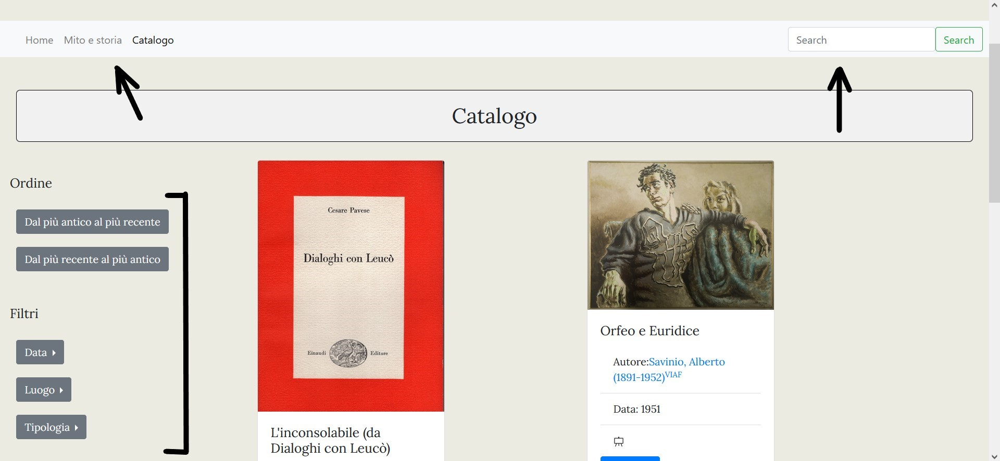 Home Mito e storia Catalogo
Search Search
Catalogo
Ordine
Dal più antico al più recente
Dal più recente al più antico
Filtri
Data
Luogo
Tipologia
Cesare Pavese
Dialoghi con Leucò
Einaudi Editore
L'inconsolabile (da
Dialoghi con Leucò)
Orfeo e Euridice
Autore:Savinio, Alberto
(1891-1952)VIAF
Data: 1951